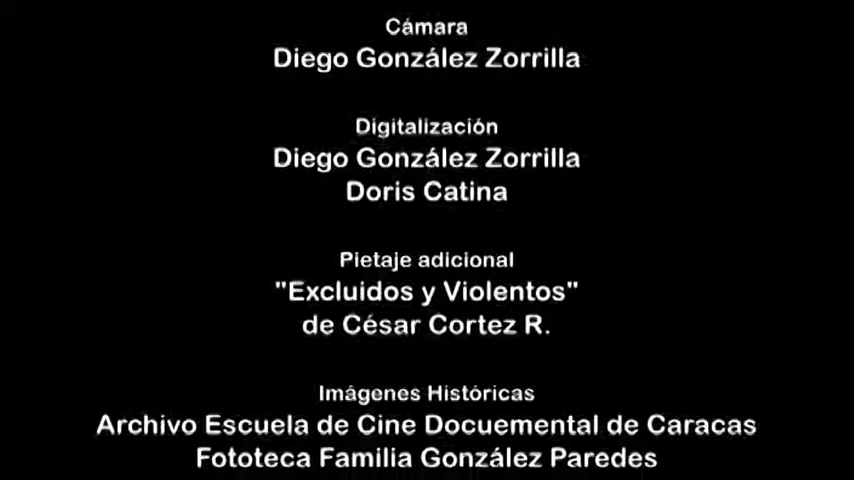 Cámara
Diego González Zorrilla
Digitalización
Diego González Zorrilla
Doris Catina
Pietaje adicional
"Excluidos y Violentos"
de César Cortez R.
Imágenes Históricas
Archivo Escuela de Cine Docuemental de Caracas
Fototeca Familia González Paredes